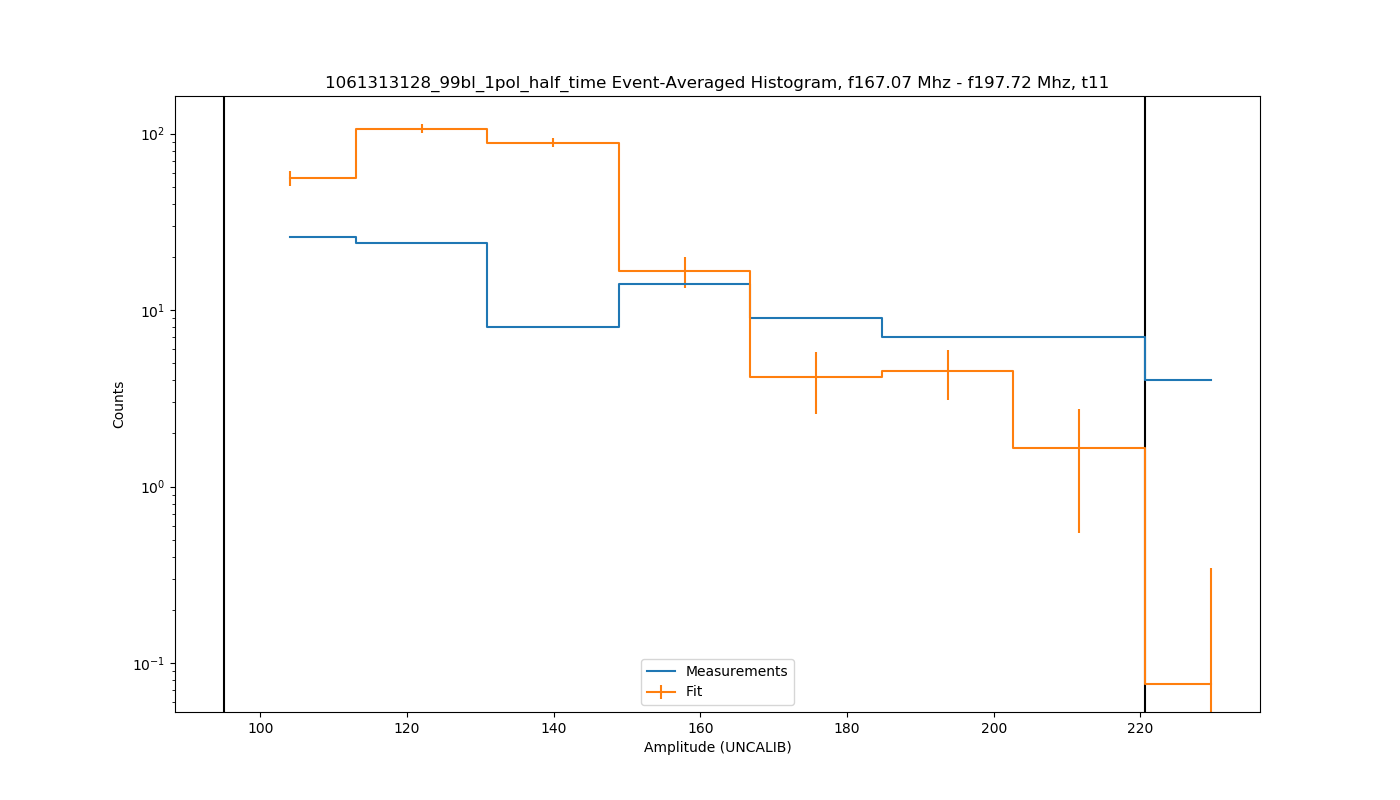 1061313128_99bl_1pol_half_time Event-Averaged Histogram, f167.07 Mhz - f197.72 Mhz, t11
Counts
10²
10¹
10⁰
10⁻¹
Measurements
Fit
100 120 140 160 180 200 220
Amplitude (UNCALIB)